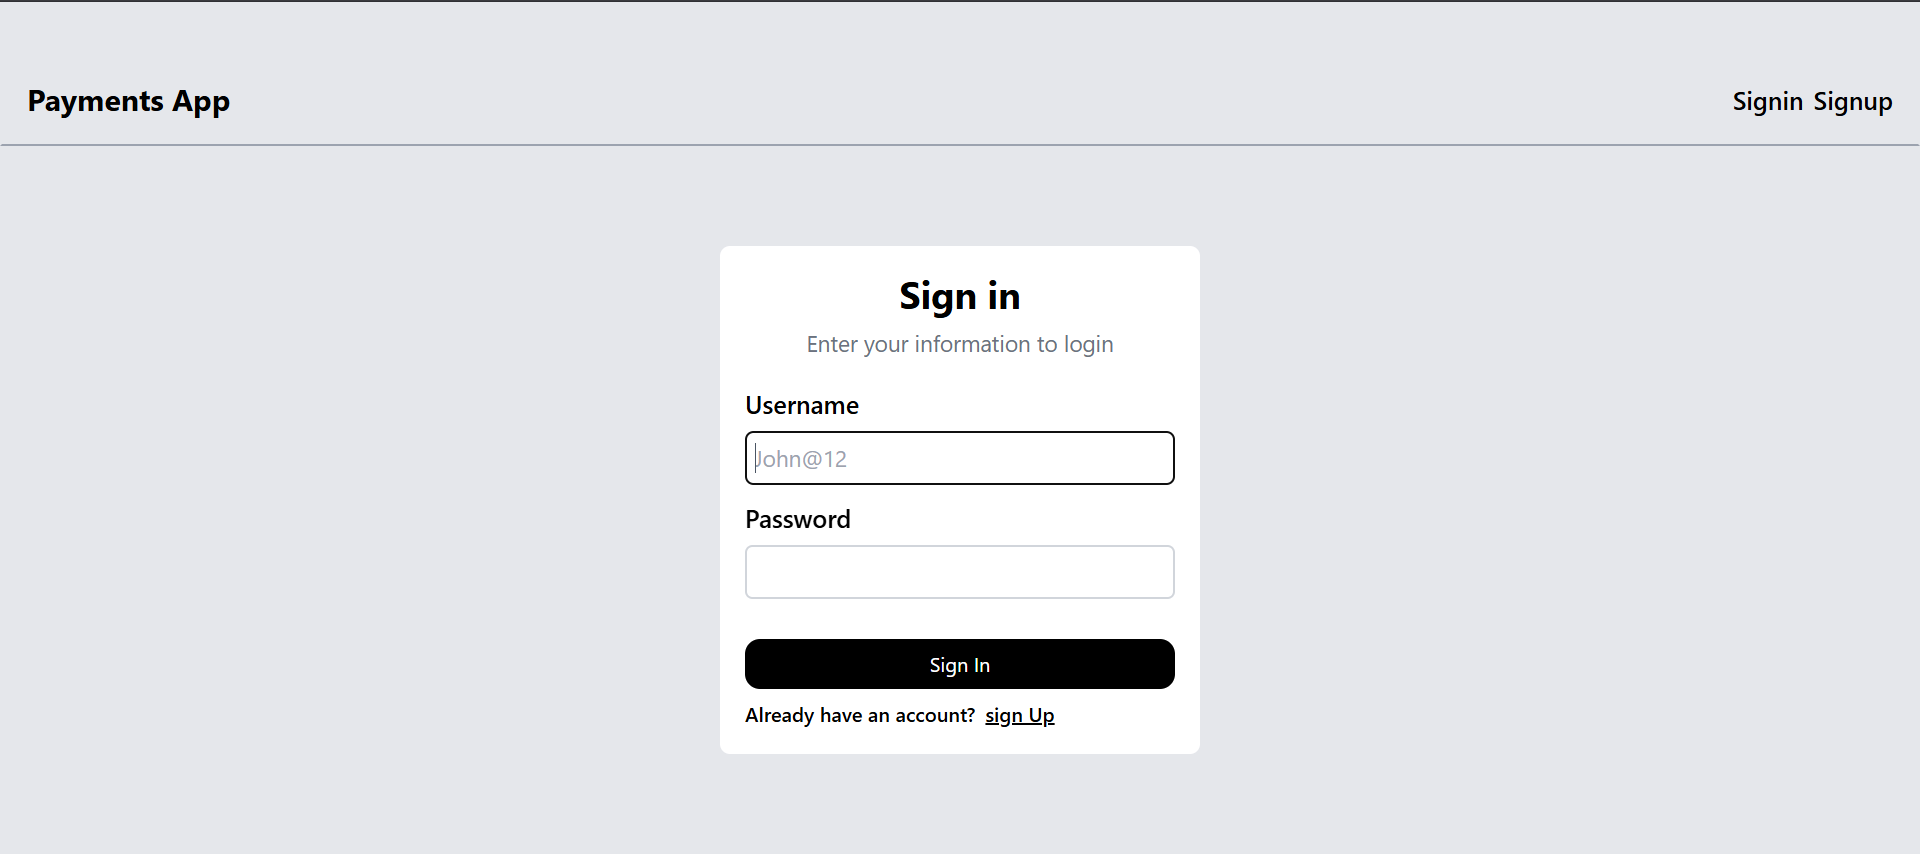 Payments App
Signin Signup
Sign in
Enter your information to login
Username
John@12
Password
Sign In
Already have an account? sign Up